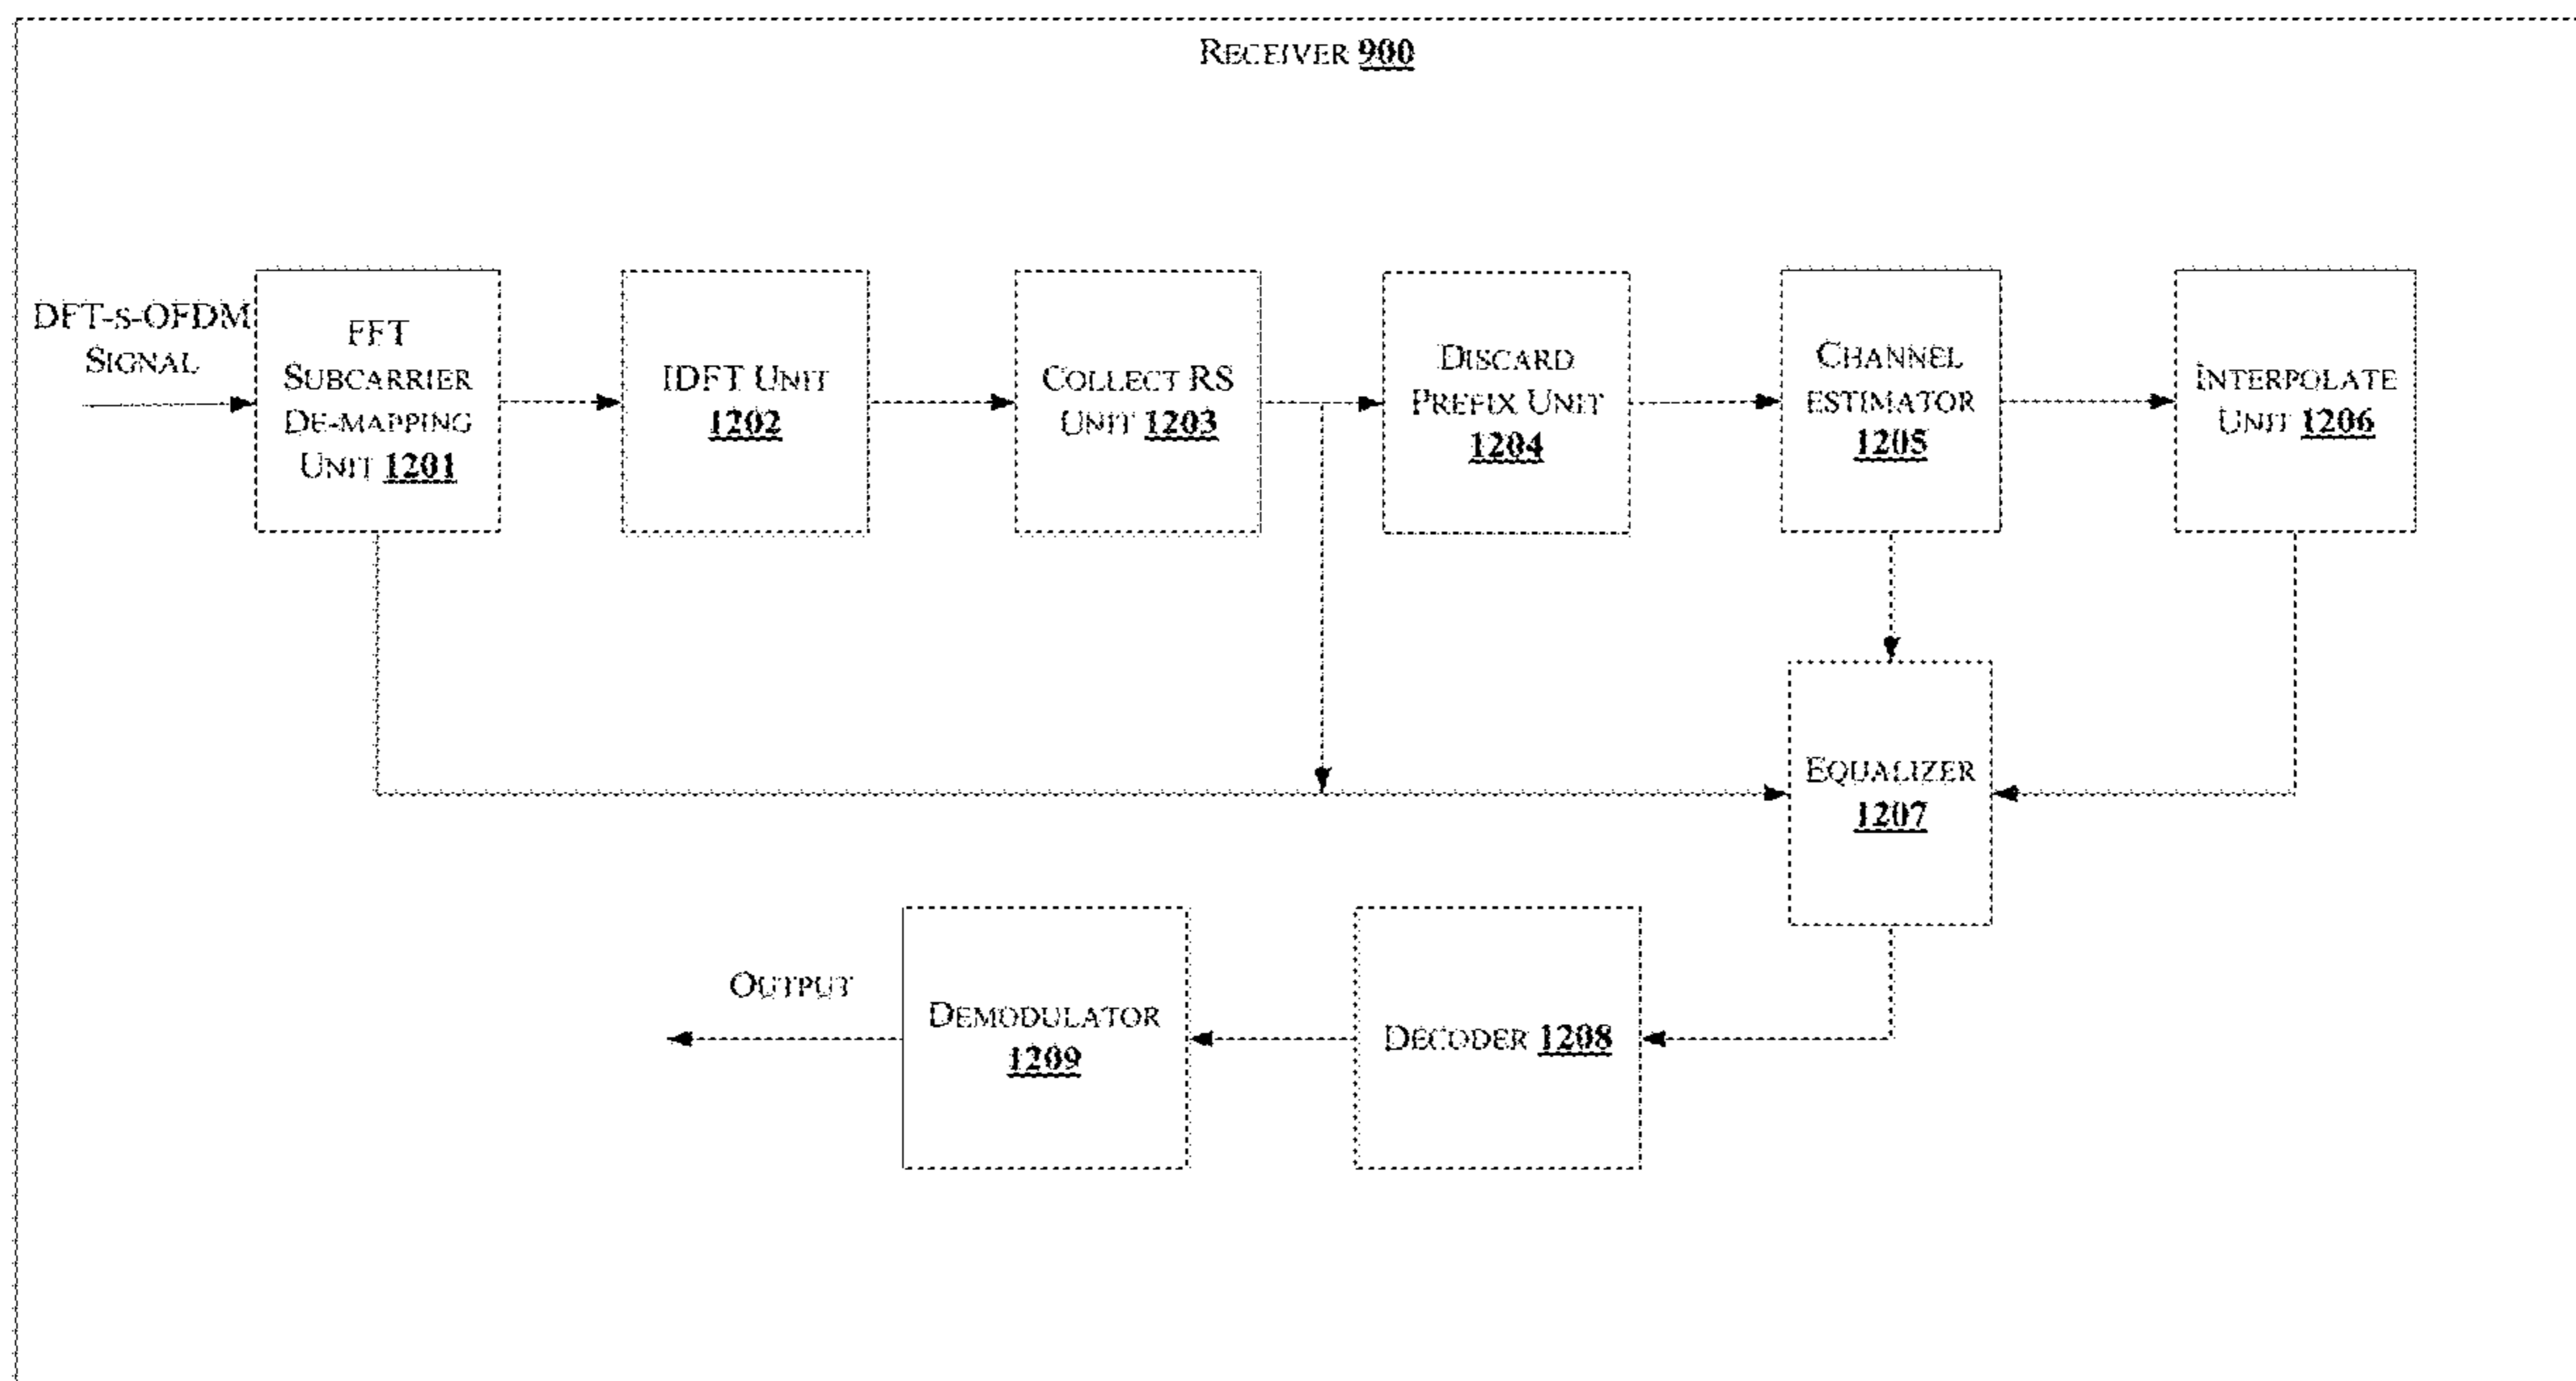 RECEIVER 900
DFT-S-OFDM
SIGNAL
FFT
SUBCARRIER
DE-MAPPING
UNIT 1201
IDFT UNIT
1202
COLLECT RS
UNIT 1203
DISCARD
PREFIX UNIT
1204
CHANNEL
ESTIMATOR
1205
INTERPOLATE
UNIT 1206
EQUALIZER
1207
OUTPUT
DEMODULATOR
1209
DECODER 1208